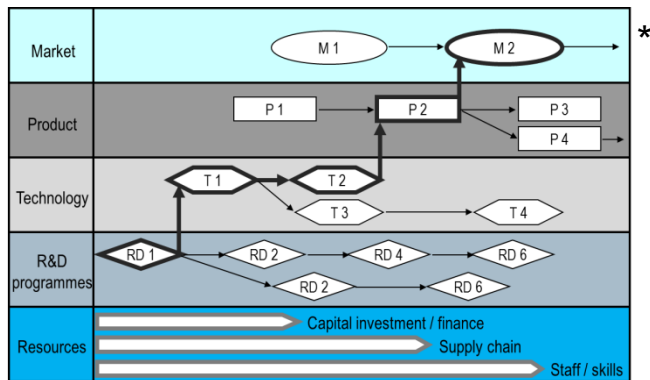 Market
M 1
M 2
*
Product
P 1
P 2
P 3
P 4
Technology
T 1
T 2
T 3
T 4
R&D
programmes
RD 1
RD 2
RD 4
RD 6
RD 2
RD 6
Resources
Capital investment / finance
Supply chain
Staff / skills